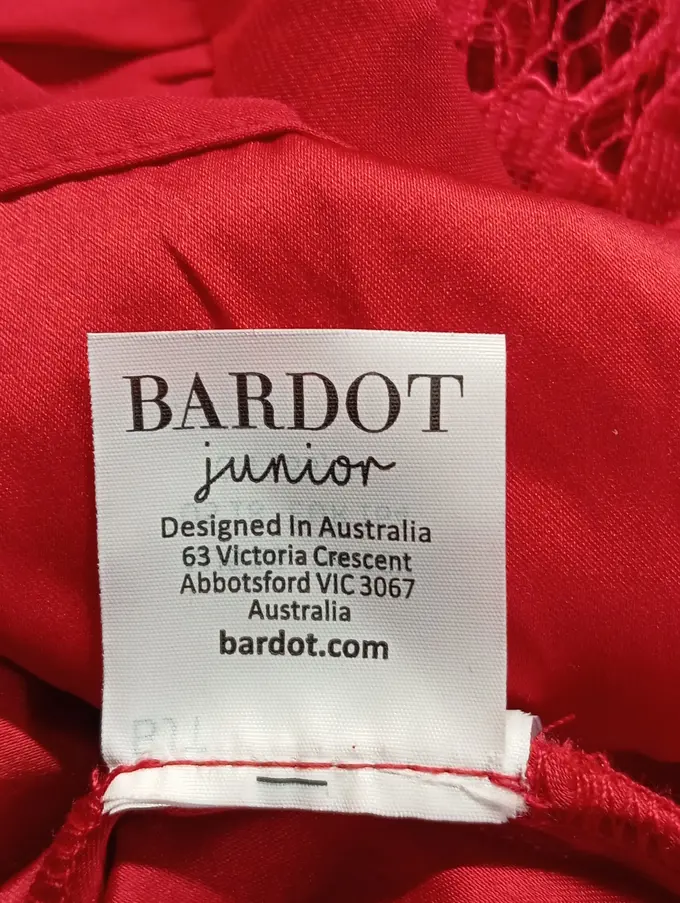 BARDOT
junior
Designed In Australia
63 Victoria Crescent
Abbotsford VIC 3067
Australia
bardot.com